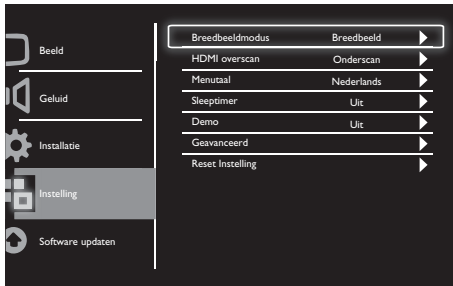 Beeld
Geluid
Installatie
Instelling
Software updaten
Breedbeeldmodus Breedbeeld
HDMI overscan Onderscan
Menutaal Nederlands
Sleeptimer Uit
Demo Uit
Geavanceerd
Reset Instelling